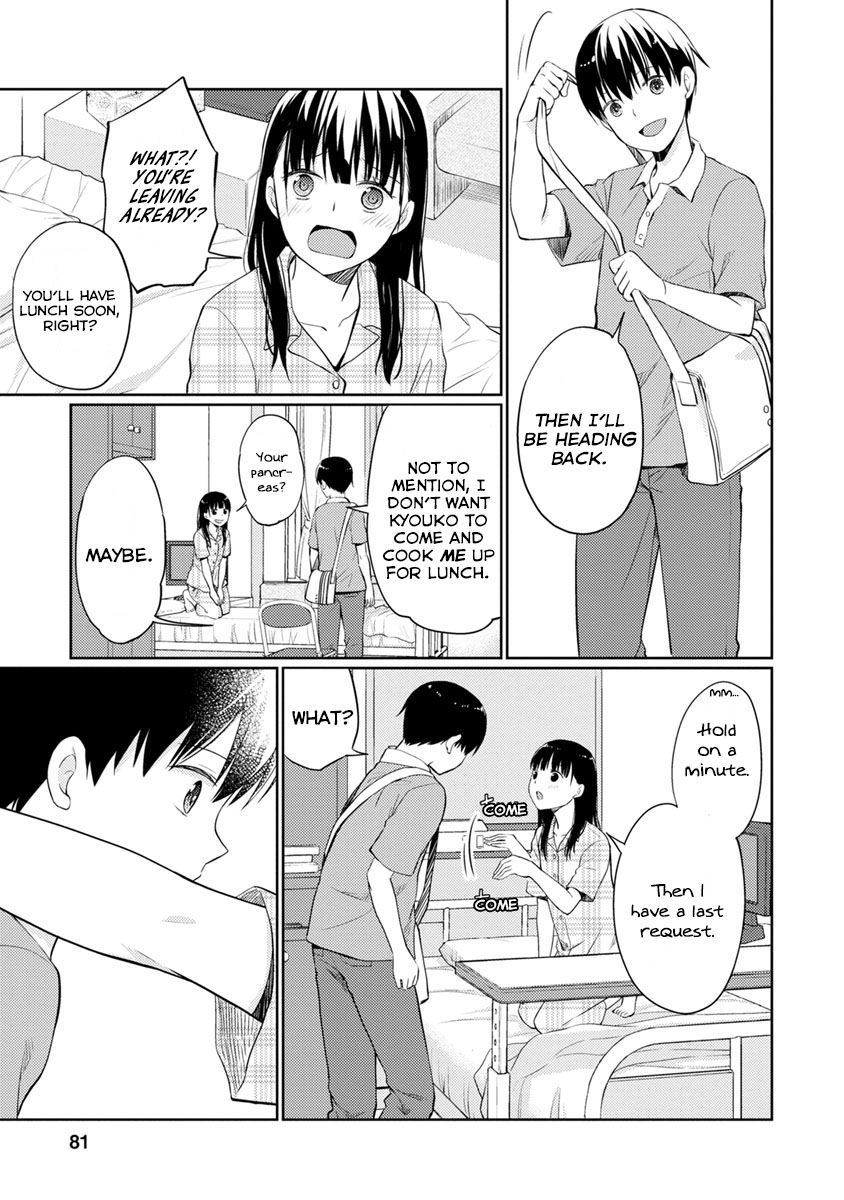 THEN I'LL
BE HEADING
BACK.
WHAT?!
YOU'RE
LEAVING
ALREADY?
YOU'LL HAVE
LUNCH SOON,
RIGHT?
NOT TO
MENTION, I
DON'T WANT
KYOUKO TO
COME AND
COOK ME UP
FOR LUNCH.
Your
pancr-
eas?
MAYBE.
MM...
Hold
on a
minute.
Then I
have a last
request.
COME
COME
WHAT?
81